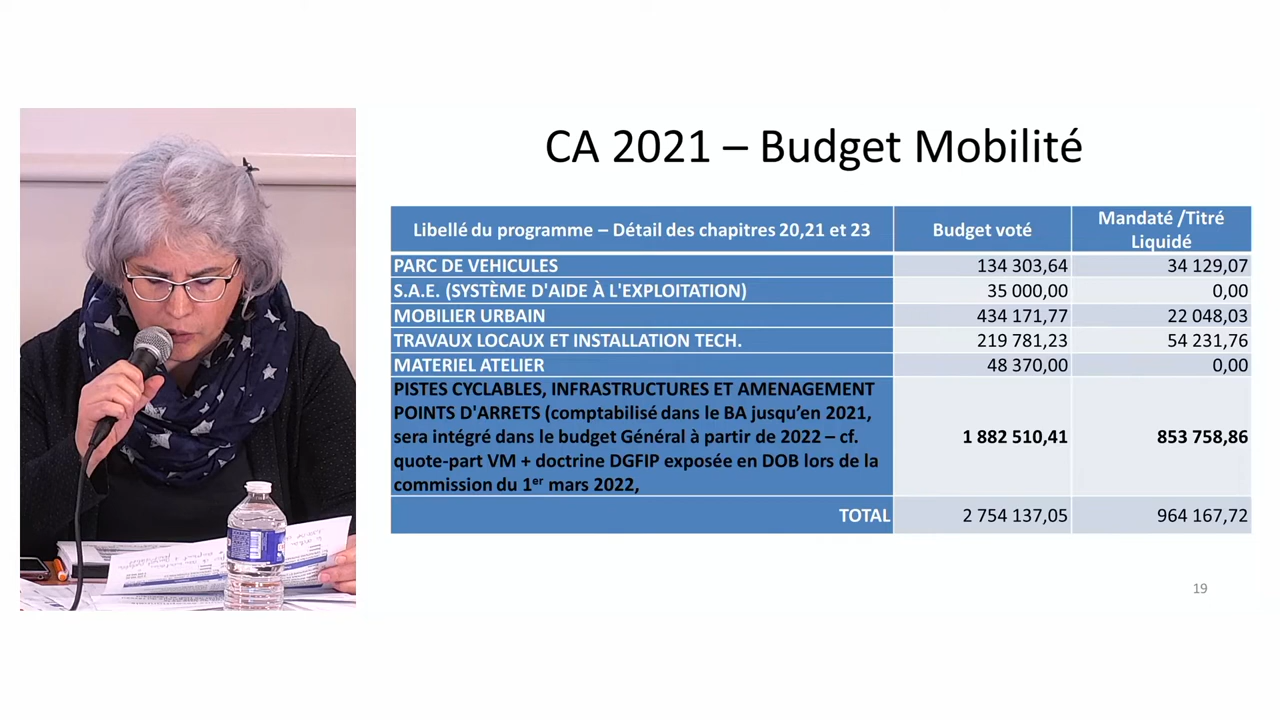 CA 2021 – Budget Mobilité
Libellé du programme – Détail des chapitres 20,21 et 23 Budget voté Mandaté /Titré Liquidé
PARC DE VEHICULES 134 303,64 34 129,07
S.A.E. (SYSTÈME D'AIDE À L'EXPLOITATION) 35 000,00 0,00
MOBILIER URBAIN 434 171,77 22 048,03
TRAVAUX LOCAUX ET INSTALLATION TECH. 219 781,23 54 231,76
MATERIEL ATELIER 48 370,00 0,00
PISTES CYCLABLES, INFRASTRUCTURES ET AMENAGEMENT
POINTS D'ARRETS (comptabilisé dans le BA jusqu'en 2021,
sera intégré dans le budget Général à partir de 2022 – cf. 1 882 510,41 853 758,86
quote-part VM + doctrine DGFIP exposée en DOB lors de la
commission du 1er mars 2022,
TOTAL 2 754 137,05 964 167,72
19